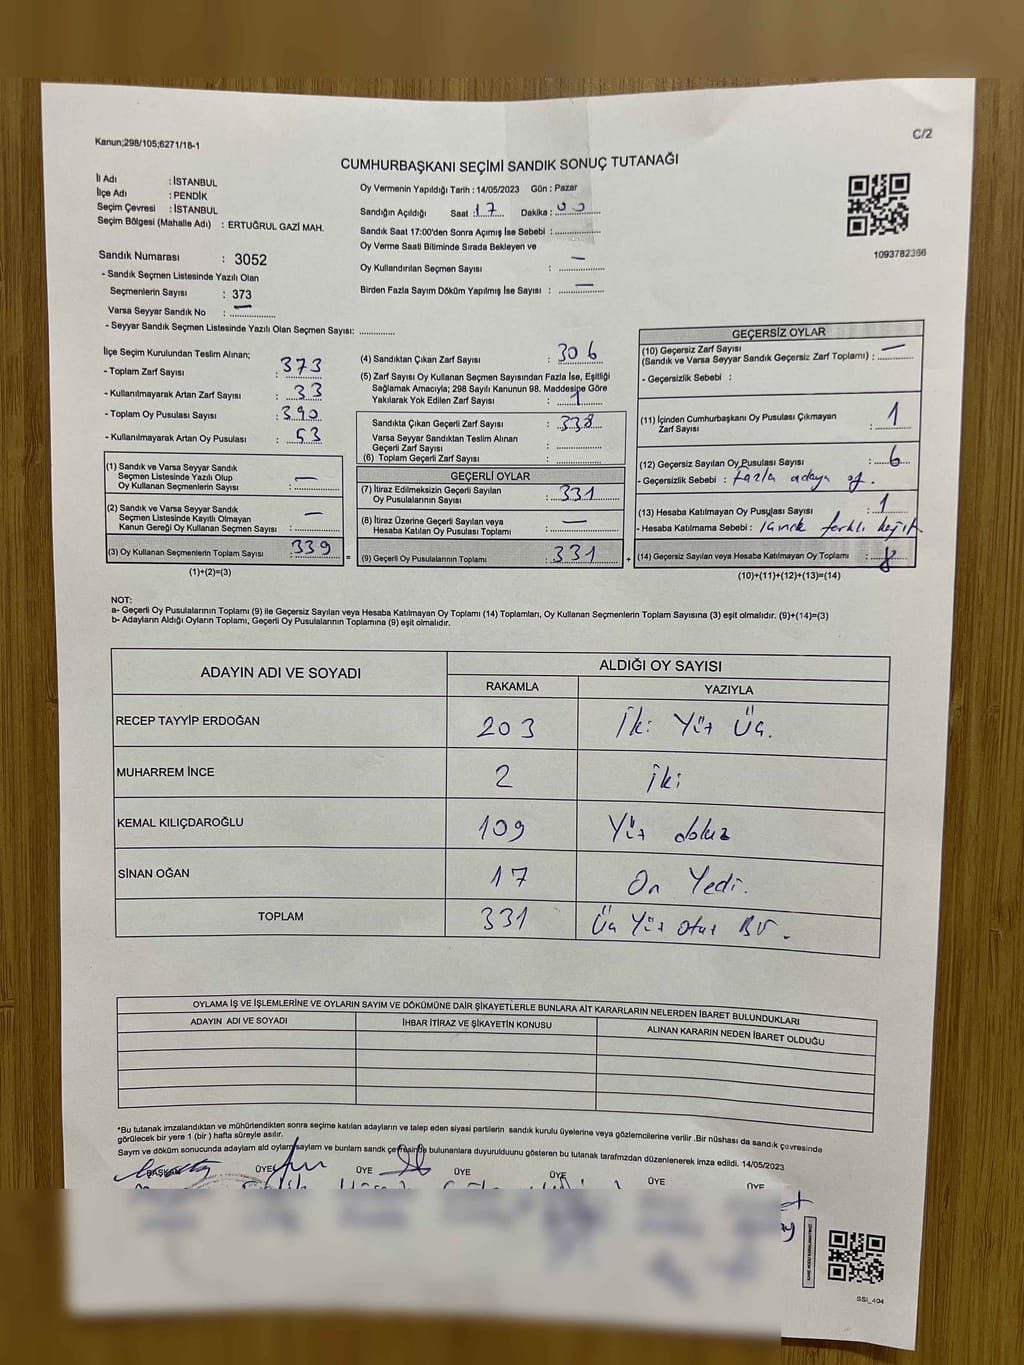 C/2
Kanun;298/105;6271/18-1
CUMHURBAŞKANI SEÇİMİ SANDIK SONUÇ TUTANAĞI
İl Adı : İSTANBUL
İlçe Adı : PENDİK
Seçim Çevresi : İSTANBUL
Seçim Bölgesi (Mahalle Adı) : ERTUĞRUL GAZİ MAH.
Sandık Numarası : 3052
- Sandık Seçmen Listesinde Yazılı Olan
Seçmenlerin Sayısı : 373
Varsa Seyyar Sandık No : —
- Seyyar Sandık Seçmen Listesinde Yazılı Olan Seçmen Sayısı: ............
Oy Vermenin Yapıldığı Tarih : 14/05/2023 Gün : Pazar
Sandığın Açıldığı Saat : 17 Dakika : 00
Sandık Saat 17:00'den Sonra Açımış İse Sebebi : ............
Oy Verme Saati Bitiminde Sırada Bekleyen ve
Oy Kullandırılan Seçmen Sayısı : —
Birden Fazla Sayım Döküm Yapılmış İse Sayısı : —
1093782366
İlçe Seçim Kurulundan Teslim Alınan;
- Toplam Zarf Sayısı : 373
- Kullanılmayarak Artan Zarf Sayısı : 33
- Toplam Oy Pusulası Sayısı : 390
- Kullanılmayarak Artan Oy Pusulası : 53
(1) Sandık ve Varsa Seyyar Sandık
Seçmen Listesinde Yazılı Olup
Oy Kullanan Seçmenlerin Sayısı : —
(2) Sandık ve Varsa Seyyar Sandık
Seçmen Listesinde Kayıtlı Olmayan
Kanun Gereği Oy Kullanan Seçmen Sayısı : —
(3) Oy Kullanan Seçmenlerin Toplam Sayısı : 339
(1)+(2)=(3)
(4) Sandıktan Çıkan Zarf Sayısı : 306
(5) Zarf Sayısı Oy Kullanan Seçmen Sayısından Fazla İse, Eşitliği
Sağlamak Amacıyla; 298 Sayılı Kanunun 98. Maddesine Göre
Yakılarak Yok Edilen Zarf Sayısı : 1
Sandıkta Çıkan Geçerli Zarf Sayısı : 338
Varsa Seyyar Sandıktan Teslim Alınan
Geçerli Zarf Sayısı : ............
(6) Toplam Geçerli Zarf Sayısı : ............
GEÇERLİ OYLAR
(7) İtiraz Edilmeksizin Geçerli Sayılan
Oy Pusulalarının Sayısı : 331
(8) İtiraz Üzerine Geçerli Sayılan veya
Hesaba Katılan Oy Pusulası Toplamı : —
=
(9) Geçerli Oy Pusulalarının Toplamı : 331
+
GEÇERSİZ OYLAR
(10) Geçersiz Zarf Sayısı
(Sandık ve Varsa Seyyar Sandık Geçersiz Zarf Toplamı) : —
- Geçersizlik Sebebi :
(11) İçinden Cumhurbaşkanı Oy Pusulası Çıkmayan
Zarf Sayısı : 1
(12) Geçersiz Sayılan Oy Pusulası Sayısı : 6
- Geçersizlik Sebebi : fazla adaya oy.
(13) Hesaba Katılmayan Oy Pusulası Sayısı : 1
- Hesaba Katılmama Sebebi : farklı
(14) Geçersiz Sayılan veya Hesaba Katılmayan Oy Toplamı : 8
(10)+(11)+(12)+(13)=(14)
NOT:
a- Geçerli Oy Pusulalarının Toplamı (9) ile Geçersiz Sayılan veya Hesaba Katılmayan Oy Toplamı (14) Toplamları, Oy Kullanan Seçmenlerin Toplam Sayısına (3) eşit olmalıdır. (9)+(14)=(3)
b- Adayların Aldığı Oyların Toplamı, Geçerli Oy Pusulalarının Toplamına (9) eşit olmalıdır.
ADAYIN ADI VE SOYADI
ALDIĞI OY SAYISI
RAKAMLA
YAZIYLA
RECEP TAYYİP ERDOĞAN 203 İki Yüz Üç.
MUHARREM İNCE 2 İki
KEMAL KILIÇDAROĞLU 109 Yüz dokuz
SİNAN OĞAN 17 On Yedi.
TOPLAM 331 Üç Yüz otuz Bir.
OYLAMA İŞ VE İŞLEMLERİNE VE OYLARIN SAYIM VE DÖKÜMÜNE DAİR ŞİKAYETLERLE BUNLARA AİT KARARLARIN NELERDEN İBARET BULUNDUKLARI
ADAYIN ADI VE SOYADI
İHBAR İTİRAZ VE ŞİKAYETİN KONUSU
ALINAN KARARIN NEDEN İBARET OLDUĞU
*Bu tutanak imzalandıktan ve mühürlendikten sonra seçime katılan adayların ve talep eden siyasi partilerin sandık kurulu üyelerine veya gözlemcilerine verilir .Bir nüshası da sandık çevresinde
görülecek bir yere 1 (bir ) hafta süreyle asılır.
Sayım ve döküm sonucunda adayların aldı oyların sayıları ve bunların sandık çevresinde bulunanlara duyurulduunu gösteren bu tutanak tarafımızdan düzenlenerek imza edildi. 14/05/2023
BAŞKAN ÜYE ÜYE ÜYE ÜYE ÜYE ÜYE
SSI_404